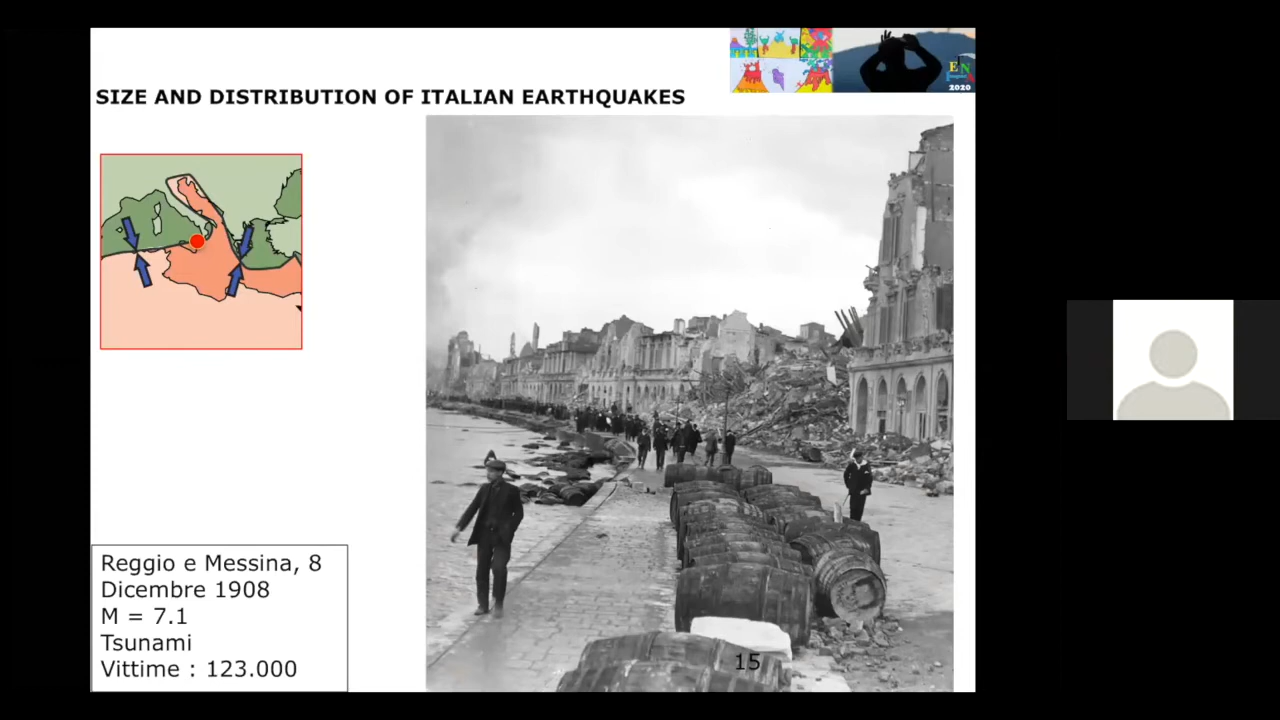 SIZE AND DISTRIBUTION OF ITALIAN EARTHQUAKES
E N
2020
Reggio e Messina, 8
Dicembre 1908
M = 7.1
Tsunami
Vittime : 123.000
15